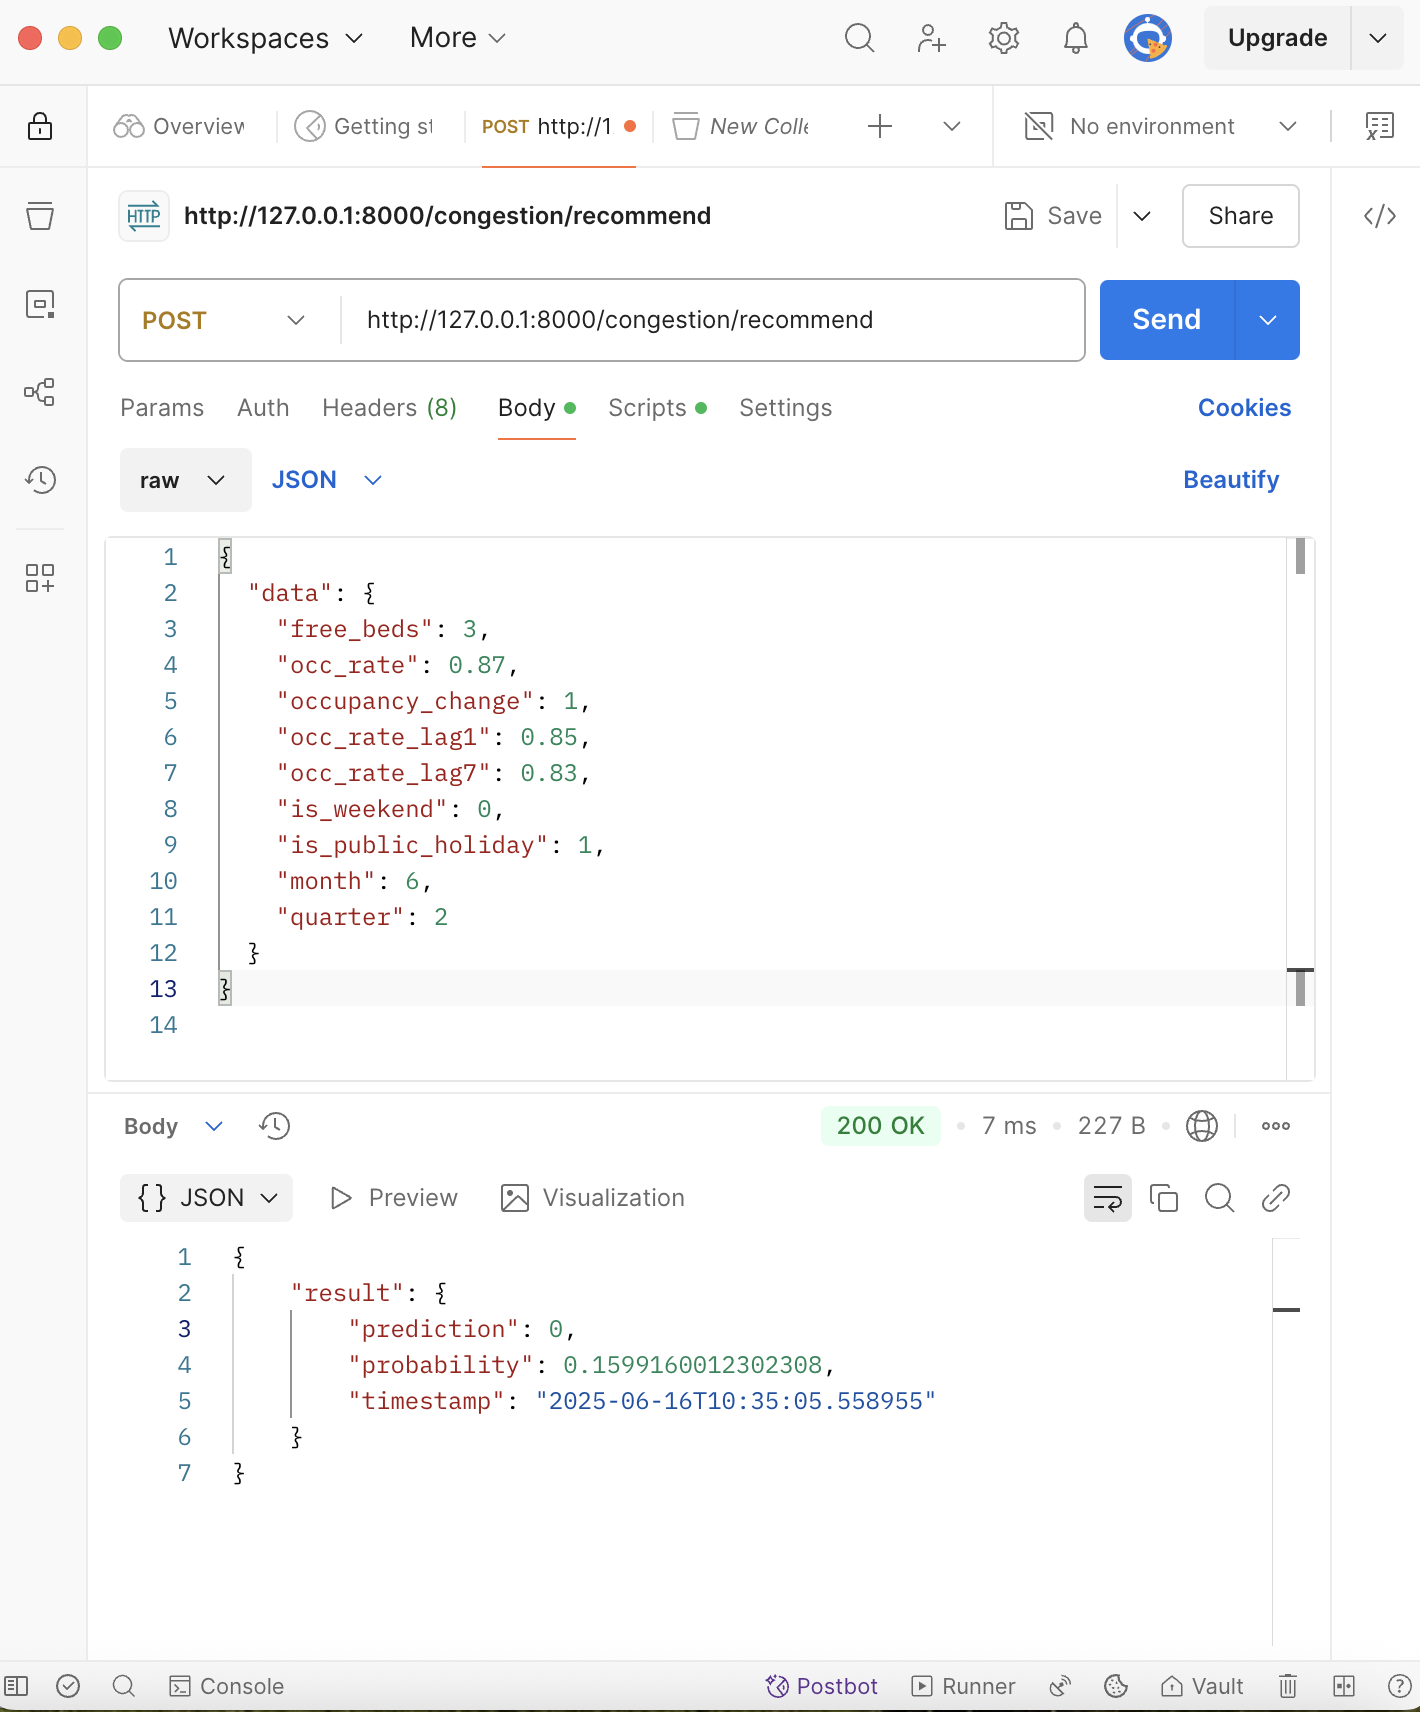 Workspaces More Upgrade
Overview Getting st POST http://1 New Colle No environment
HTTP http://127.0.0.1:8000/congestion/recommend Save Share
POST http://127.0.0.1:8000/congestion/recommend Send
Params Auth Headers (8) Body Scripts Settings Cookies
raw JSON Beautify
1 {
2 "data": {
3 "free_beds": 3,
4 "occ_rate": 0.87,
5 "occupancy_change": 1,
6 "occ_rate_lag1": 0.85,
7 "occ_rate_lag7": 0.83,
8 "is_weekend": 0,
9 "is_public_holiday": 1,
10 "month": 6,
11 "quarter": 2
12 }
13 }
14
Body 200 OK • 7 ms • 227 B •
{} JSON Preview Visualization
1 {
2 "result": {
3 "prediction": 0,
4 "probability": 0.1599160012302308,
5 "timestamp": "2025-06-16T10:35:05.558955"
6 }
7 }
Console Postbot Runner Vault